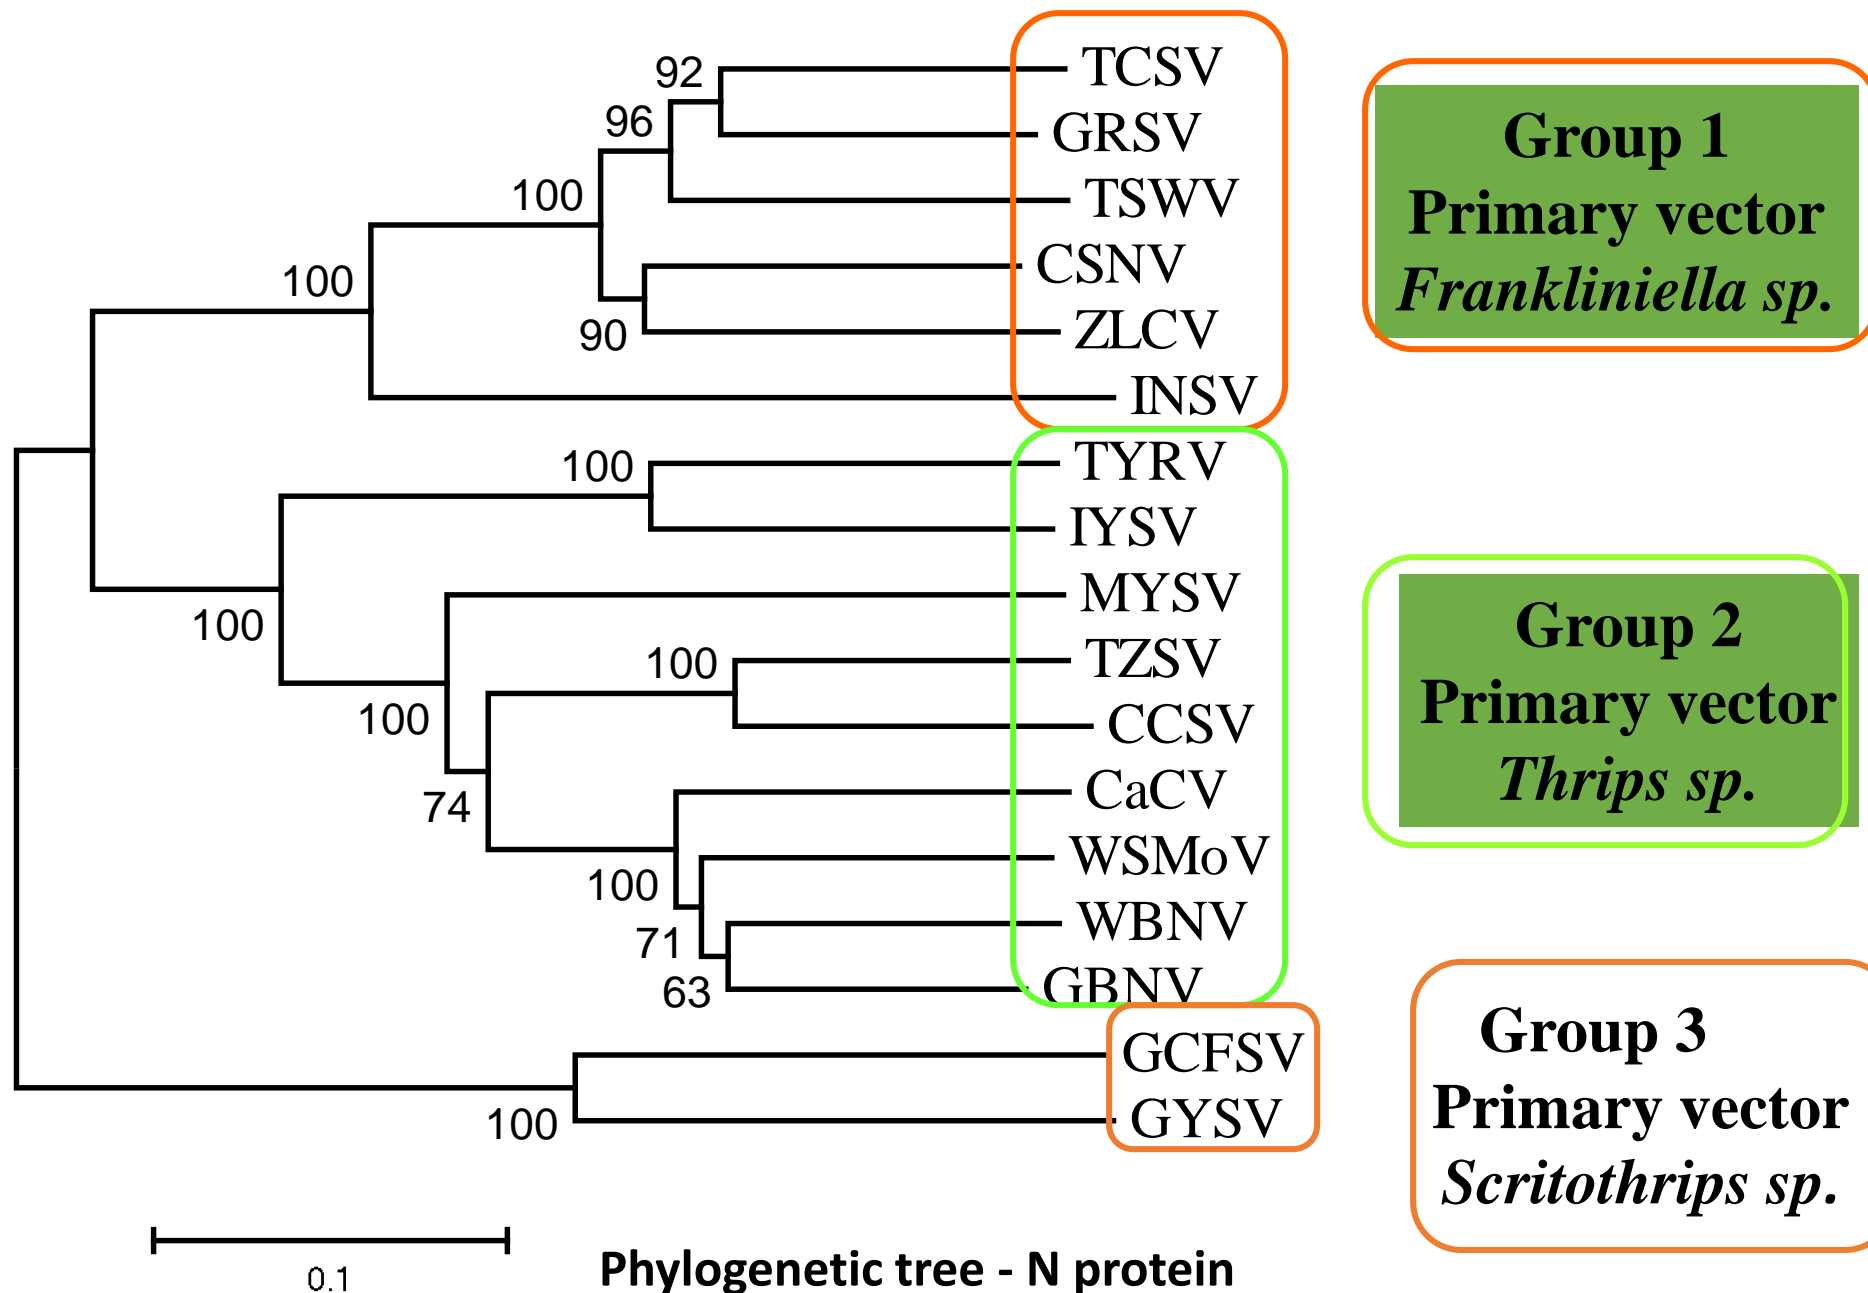 92
TCSV
96
GRSV
100
TSWV
100
CSNV
90
ZLCV
INSV
100
TYRV
IYSV
100
MYSV
100
TZSV
100
CCSV
74
CaCV
100
WSMoV
71
WBNV
63
GBNV
GCFSV
100
GYSV
Group 1
Primary vector
Frankliniella sp.
Group 2
Primary vector
Thrips sp.
Group 3
Primary vector
Scritothrips sp.
0.1
Phylogenetic tree - N protein